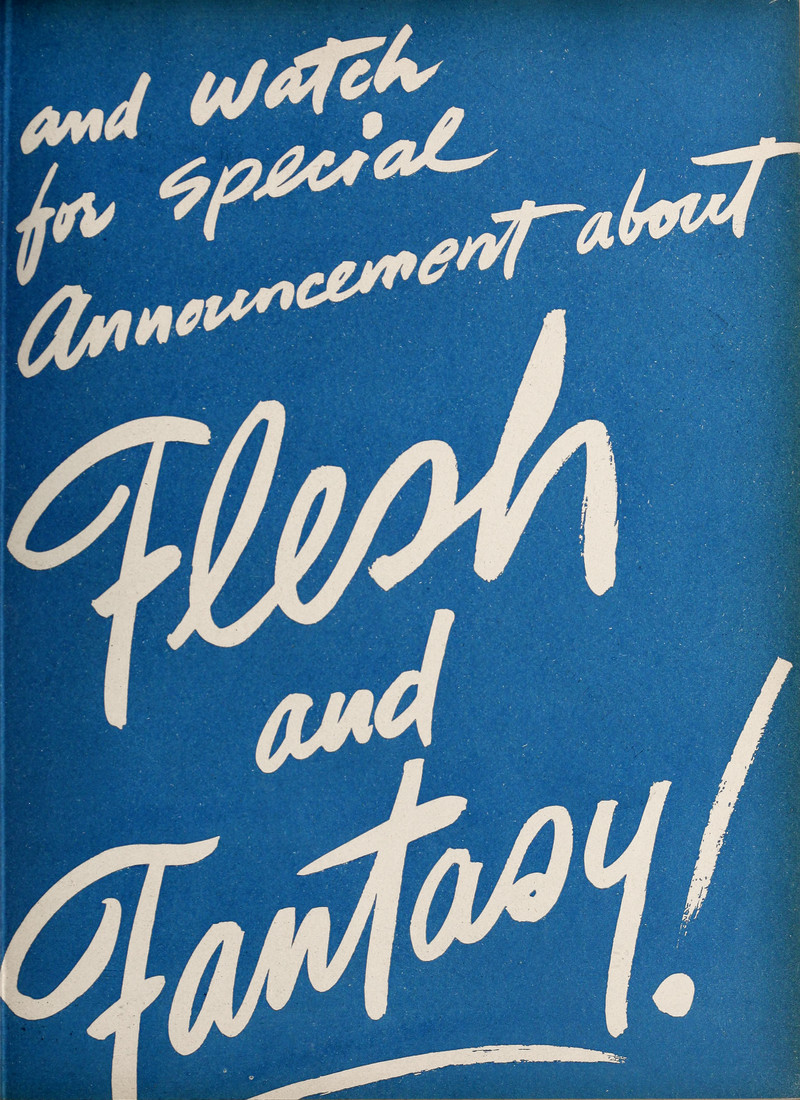 and watch
for special
Announcement about
Flesh
and
Fantasy!